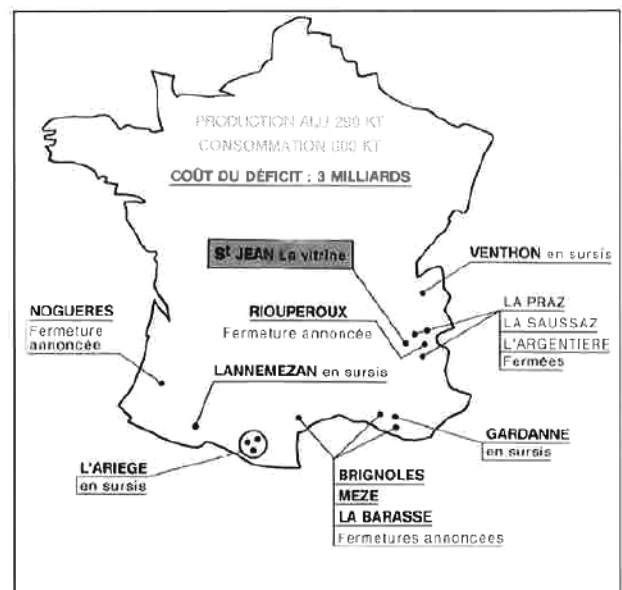 PRODUCTION ALU 290 KT
CONSOMMATION 600 KT
COÛT DU DÉFICIT : 3 MILLIARDS
St JEAN La vitrine
VENTHON en sursis
NOGUERES
Fermeture
annoncée
RIOUPEROUX
Fermeture annoncée
LA PRAZ
LA SAUSSAZ
L'ARGENTIERE
Fermées
LANNEMEZAN en sursis
GARDANNE
en sursis
L'ARIEGE
en sursis
BRIGNOLES
MEZE
LA BARASSE
Fermetures annoncées